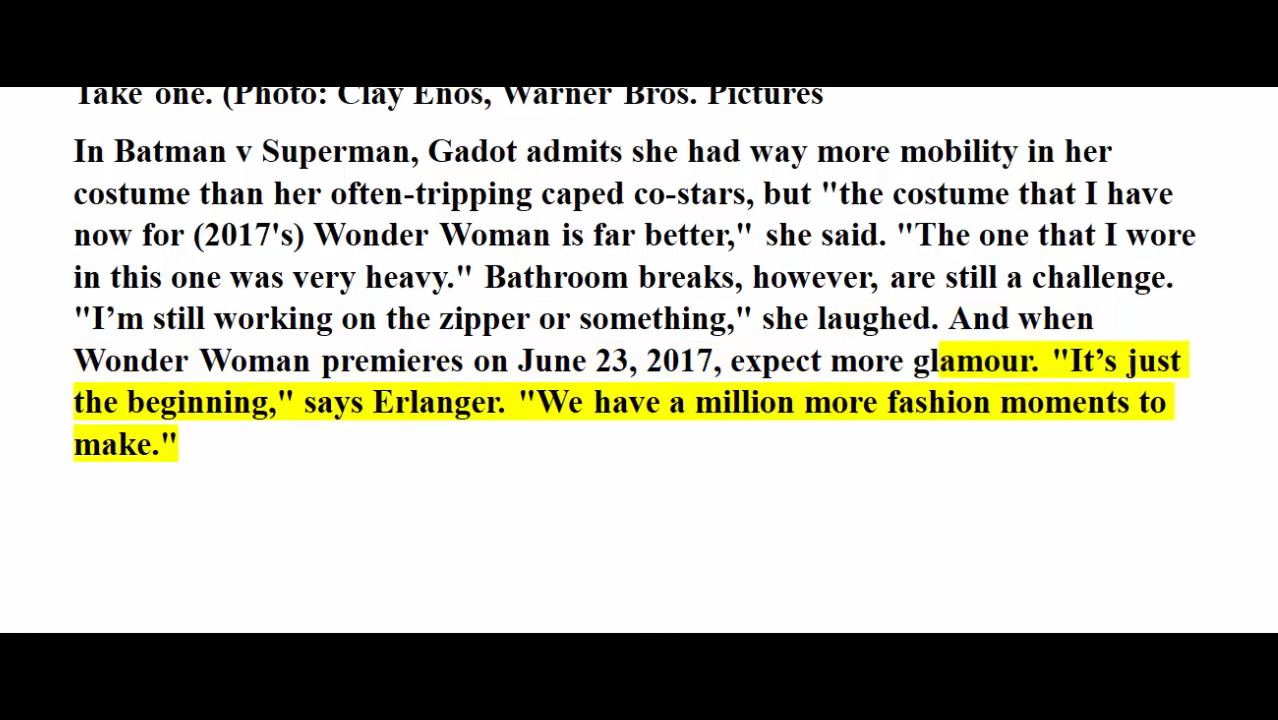 Take one. (Photo: Clay Enos, Warner Bros. Pictures
In Batman v Superman, Gadot admits she had way more mobility in her
costume than her often-tripping caped co-stars, but "the costume that I have
now for (2017's) Wonder Woman is far better," she said. "The one that I wore
in this one was very heavy." Bathroom breaks, however, are still a challenge.
"I’m still working on the zipper or something," she laughed. And when
Wonder Woman premieres on June 23, 2017, expect more glamour. "It’s just
the beginning," says Erlanger. "We have a million more fashion moments to
make."